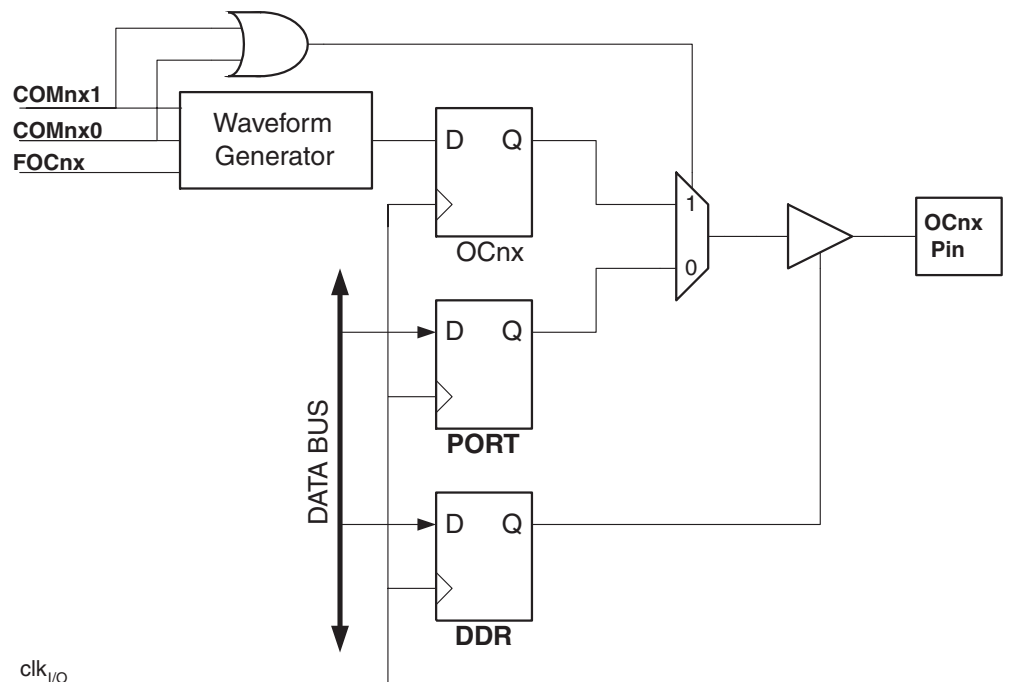 COMnx1
COMnx0
FOCnx
Waveform
Generator
D Q
OCnx
1
0
OCnx
Pin
D Q
PORT
DATA BUS
D Q
DDR
clkI/O